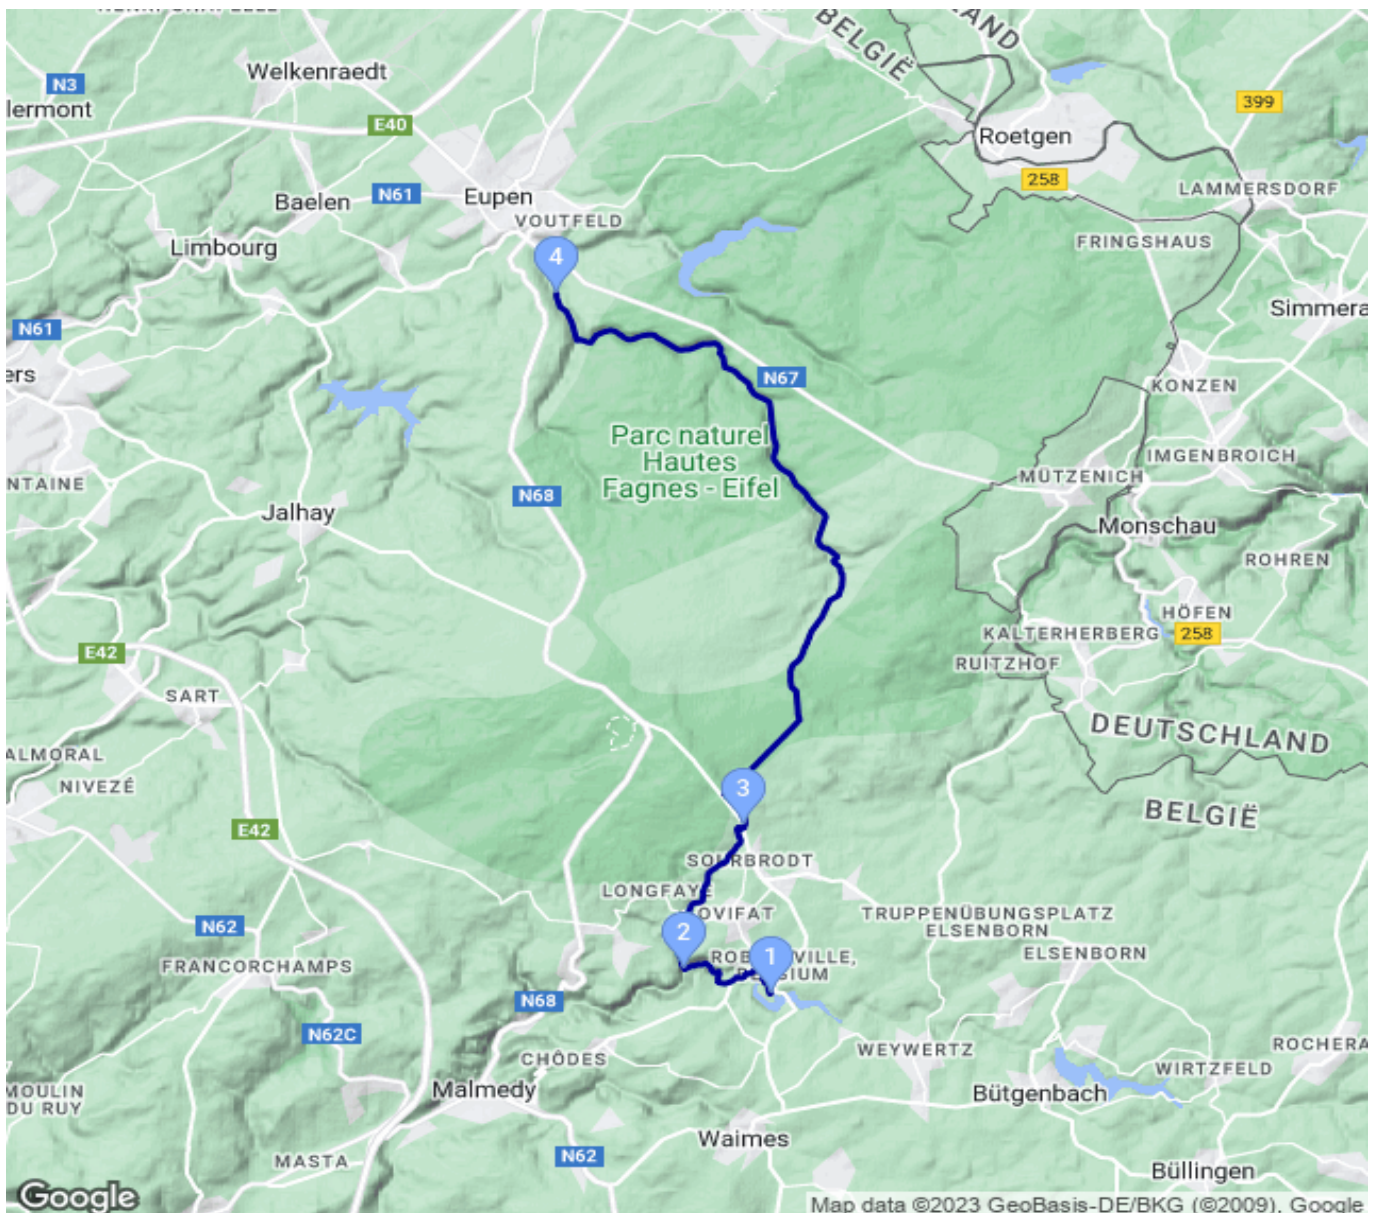 BELGIË
LAND
N3
Welkenraedt
lermont
E40
399
Roetgen
258
LAMMERSDORF
Baelen
N61
Eupen
VOUTFELD
Limbourg
FRINGSHAUS
4
Simmera
N61
ers
N67
KONZEN
Parc naturel
Hautes
Fagnes - Eifel
IMGENBROICH
MÜTZENICH
NTAINE
N68
Jalhay
Monschau
ROHREN
HÖFEN
KALTERHERBERG
258
E42
RUITZHOF
SART
DEUTSCHLAND
ALMORAL
NIVEZÉ
3
BELGIË
E42
SOURBRODT
LONGFAYE
OVIFAT
TRUPPENÜBUNGSPLATZ
ELSENBORN
N62
2
FRANCORCHAMPS
1
ELSENBORN
N68
N62C
CHÔDES
WEYWERTZ
ROCHERA
WIRTZFELD
MOULIN
DU RUY
Malmedy
Bütgenbach
Waimes
N62
MASTA
Büllingen
Google
Map data ©2023 GeoBasis-DE/BKG (©2009), Google